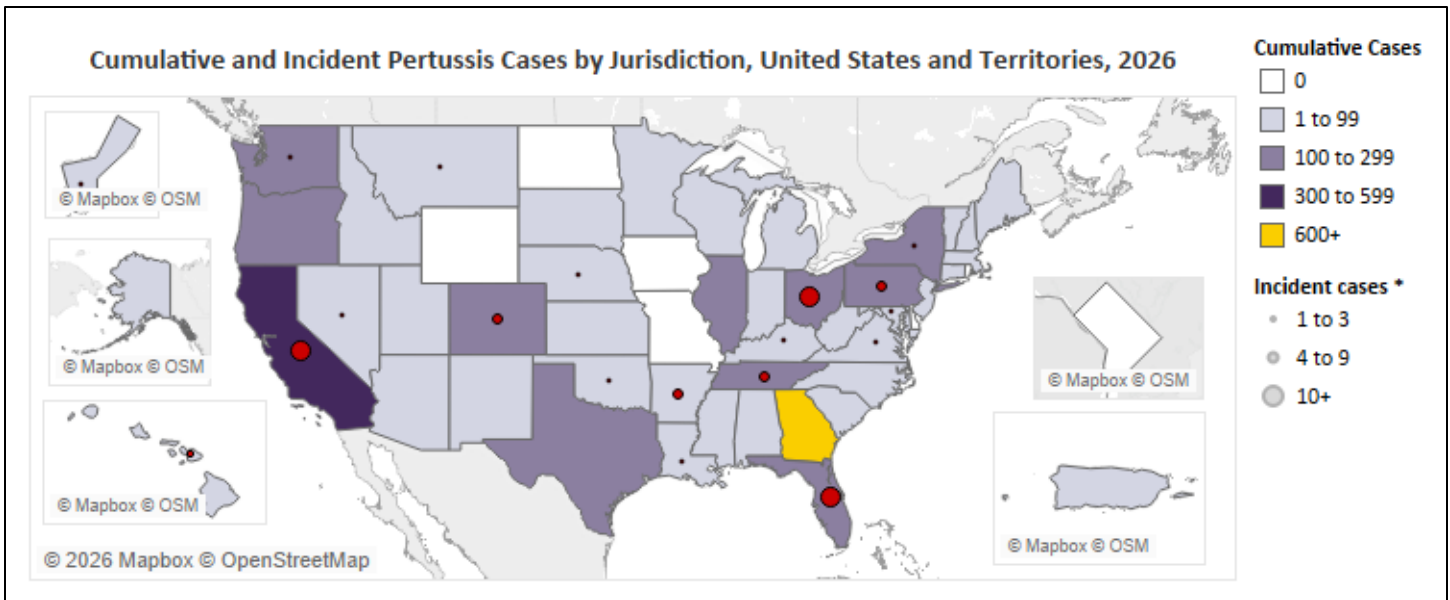 Cumulative and Incident Pertussis Cases by Jurisdiction, United States and Territories, 2026
Cumulative Cases
0
1 to 99
100 to 299
300 to 599
600+
Incident cases *
1 to 3
4 to 9
10+
© Mapbox © OSM
© Mapbox © OSM
© Mapbox © OSM
© Mapbox © OSM
© Mapbox © OSM
© 2026 Mapbox © OpenStreetMap